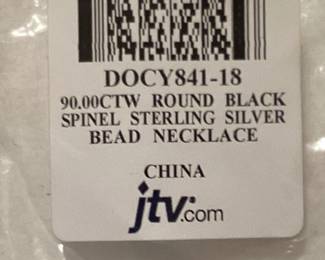 DOCY841-18
90.00CTW ROUND BLACK
SPINEL STERLING SILVER
BEAD NECKLACE
CHINA
jtv.com